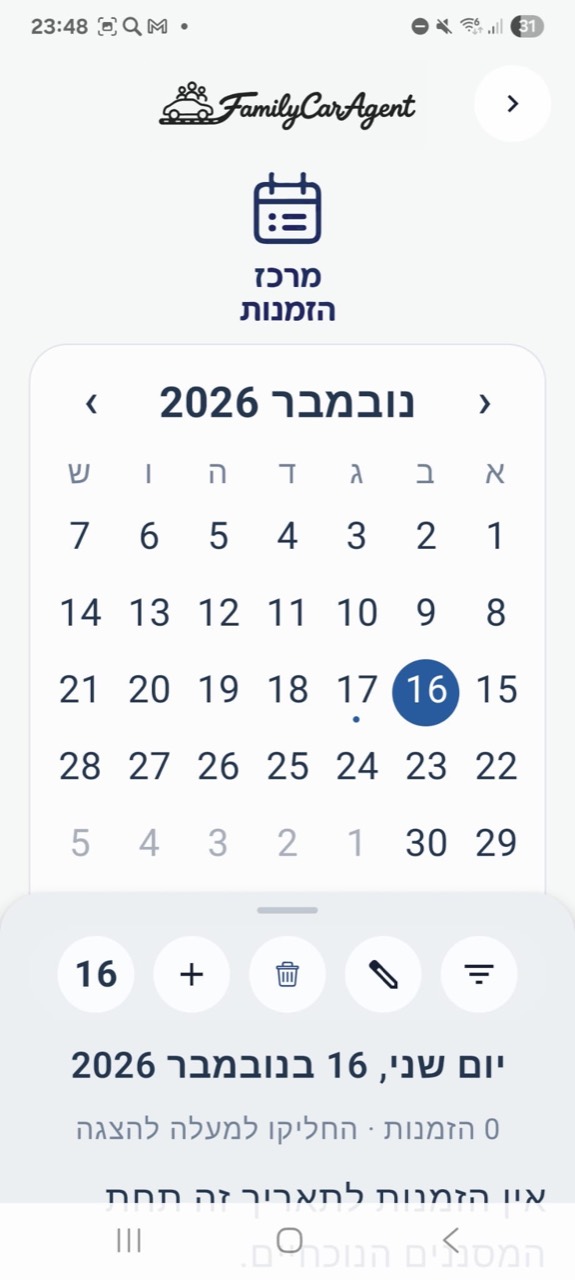 23:48
31
FamilyCarAgent
מרכז
הזמנות
נובמבר 2026
א ב ג ד ה ו ש
1 2 3 4 5 6 7
8 9 10 11 12 13 14
15 16 17 18 19 20 21
22 23 24 25 26 27 28
29 30 1 2 3 4 5
16
יום שני, 16 בנובמבר 2026
0 הזמנות · החליקו למעלה להצגה
אין הזמנות לתאריך זה תחת
המסננים הנוכחיים.